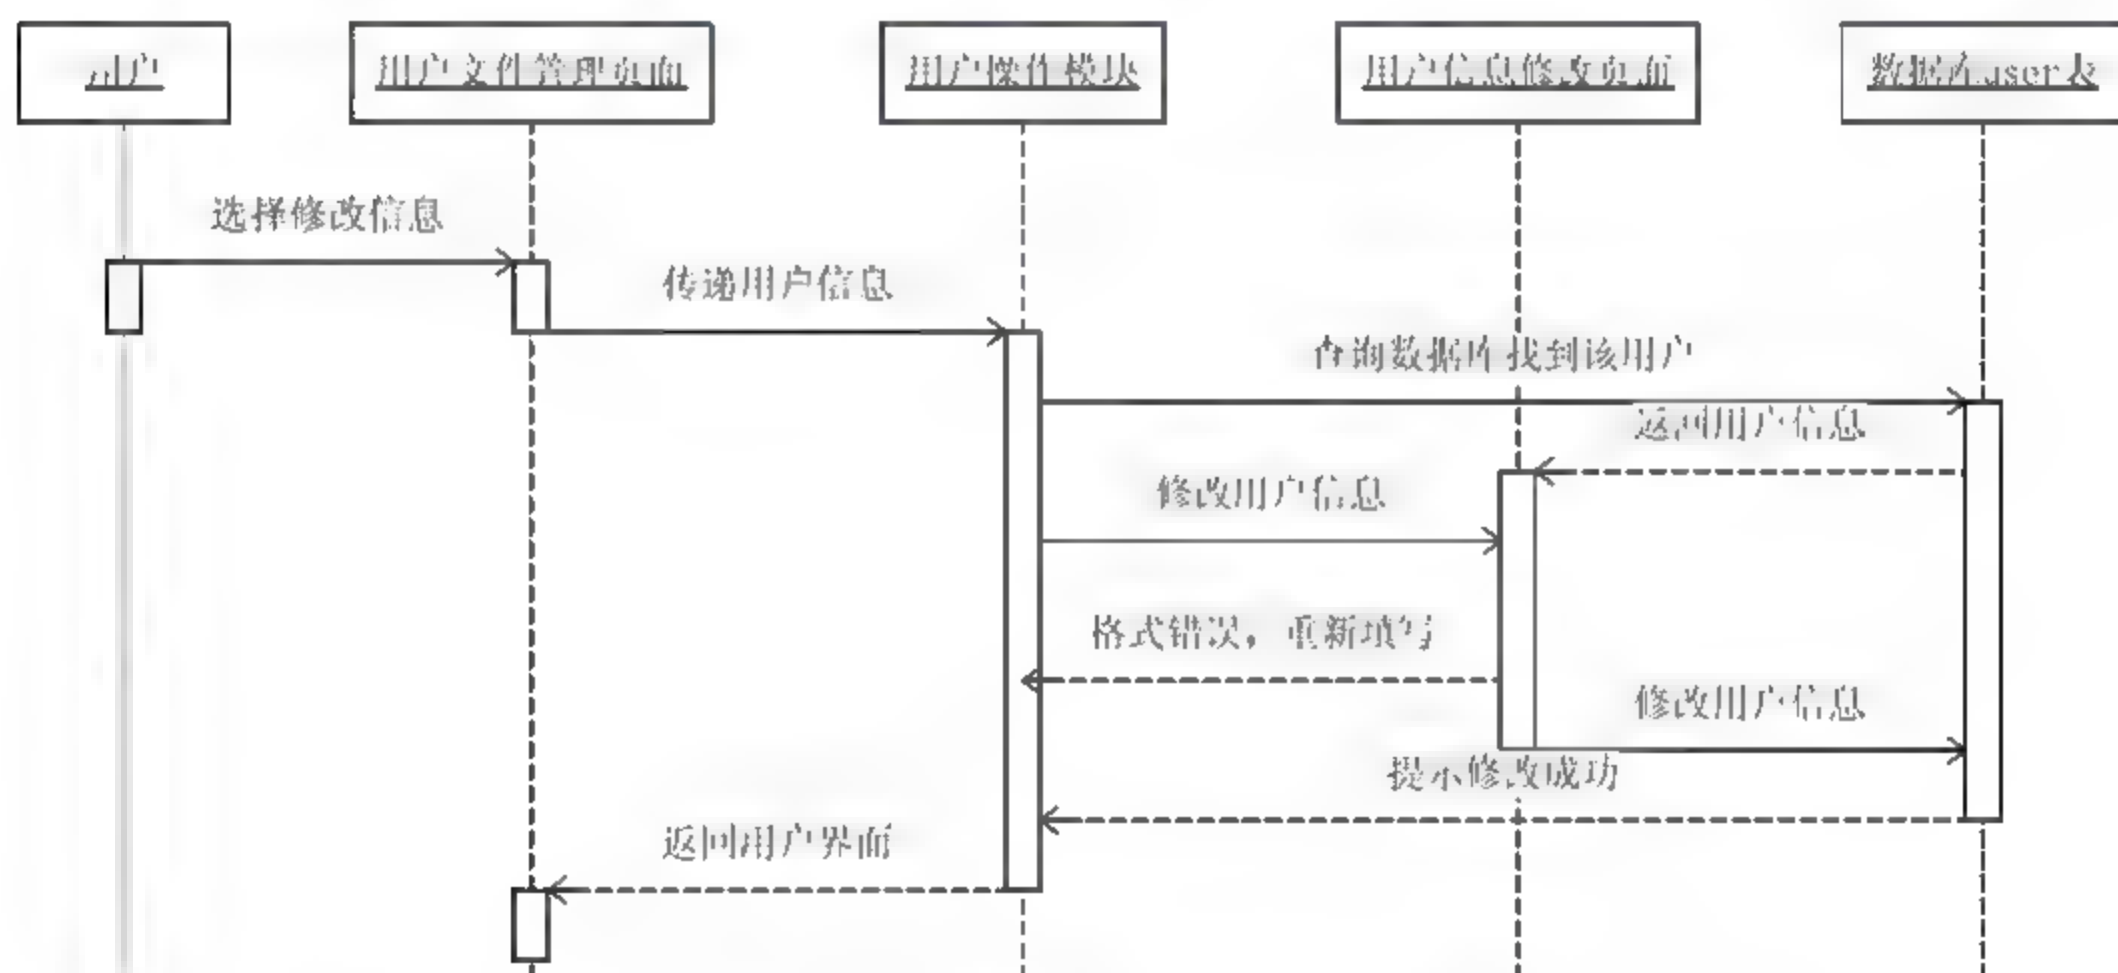 用户
用户文件管理页面
用户操作模块
用户信息修改页面
数据库user表
选择修改信息
传递用户信息
查询数据库找到该用户
返回用户信息
修改用户信息
格式错误，重新填写
修改用户信息
提示修改成功
返回用户界面